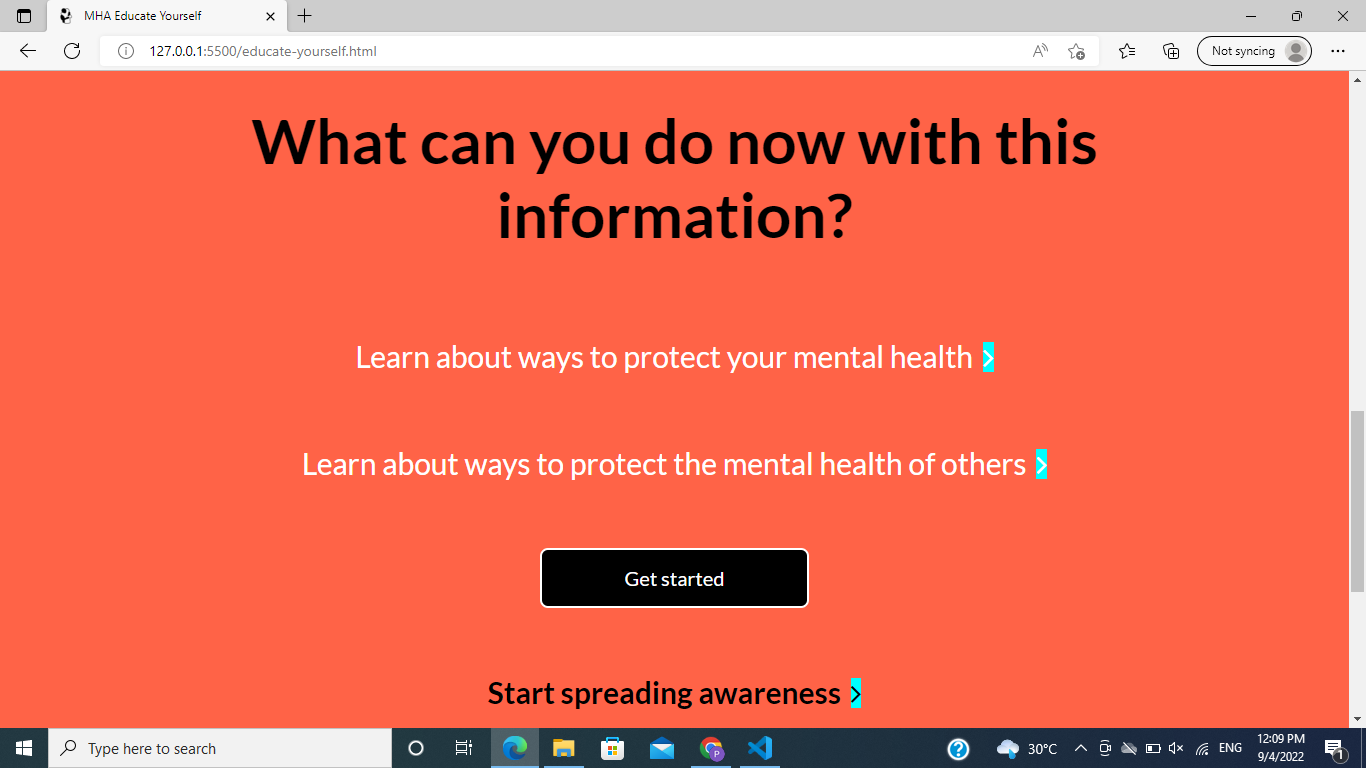 MHA Educate Yourself
127.0.0.1:5500/educate-yourself.html
Not syncing
What can you do now with this
information?
Learn about ways to protect your mental health >
Learn about ways to protect the mental health of others >
Get started
Start spreading awareness >
Type here to search
30°C
ENG
12:09 PM
9/4/2022
1